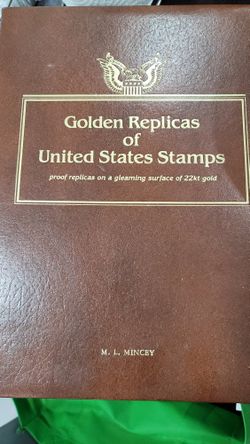 Golden Replicas
of
United States Stamps
proof replicas on a gleaming surface of 22kt gold
M. L. MINCEY